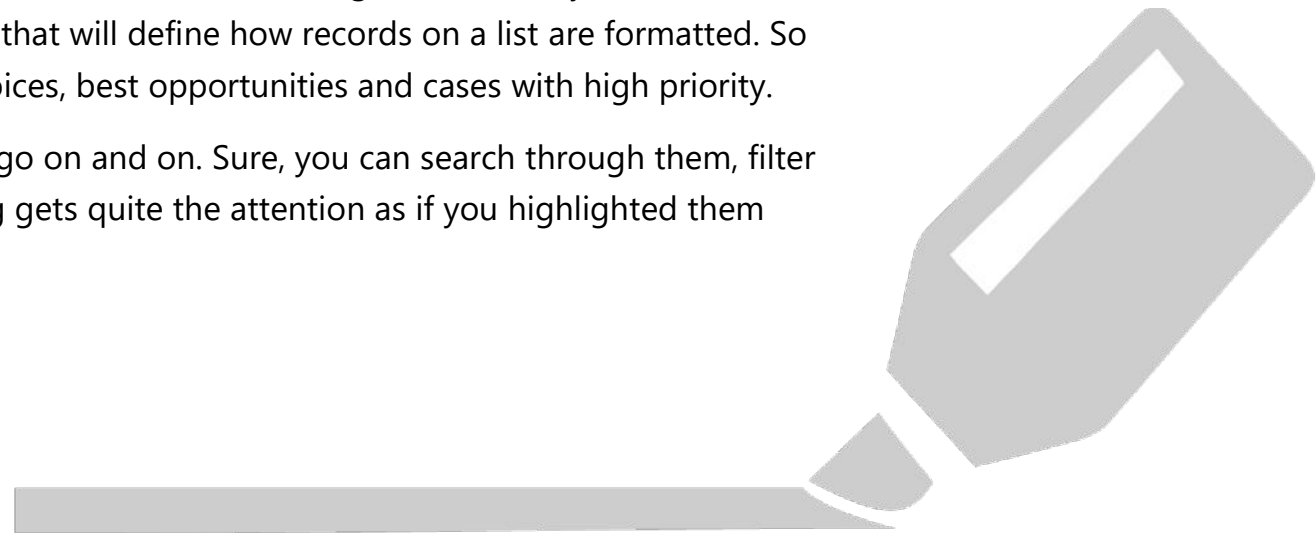 that will define how records on a list are formatted. So
oices, best opportunities and cases with high priority.
go on and on. Sure, you can search through them, filter
g gets quite the attention as if you highlighted them